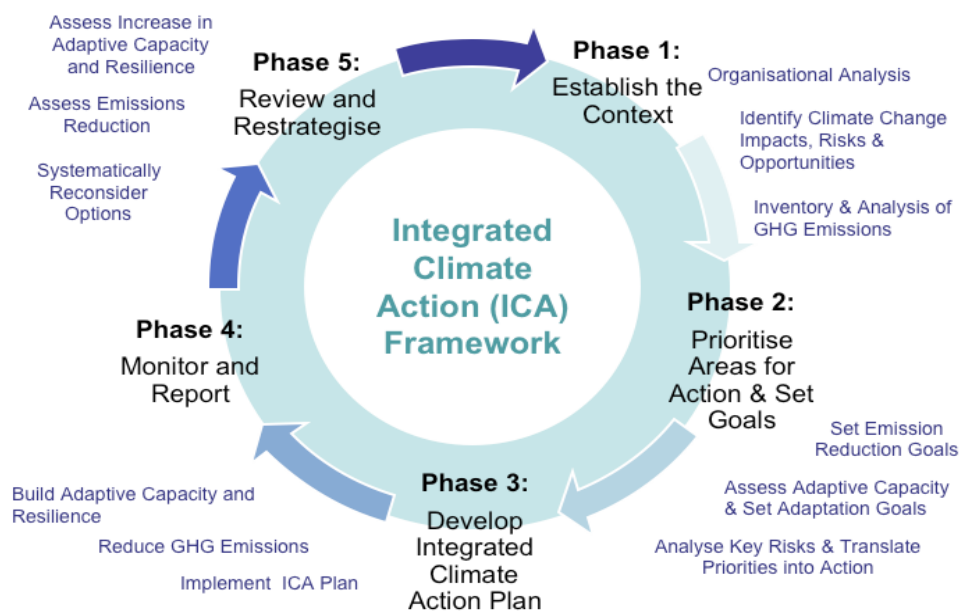 Assess Increase in
Adaptive Capacity
and Resilience
Assess Emissions
Reduction
Systematically
Reconsider
Options
Phase 5:
Review and
Restrategise
Phase 1:
Establish the
Context
Organisational Analysis
Identify Climate Change
Impacts, Risks &
Opportunities
Inventory & Analysis of
GHG Emissions
Integrated
Climate
Action (ICA)
Framework
Phase 2:
Prioritise
Areas for
Action & Set
Goals
Set Emission
Reduction Goals
Assess Adaptive Capacity
& Set Adaptation Goals
Analyse Key Risks & Translate
Priorities into Action
Phase 3:
Develop
Integrated
Climate
Action Plan
Phase 4:
Monitor and
Report
Build Adaptive Capacity and
Resilience
Reduce GHG Emissions
Implement ICA Plan